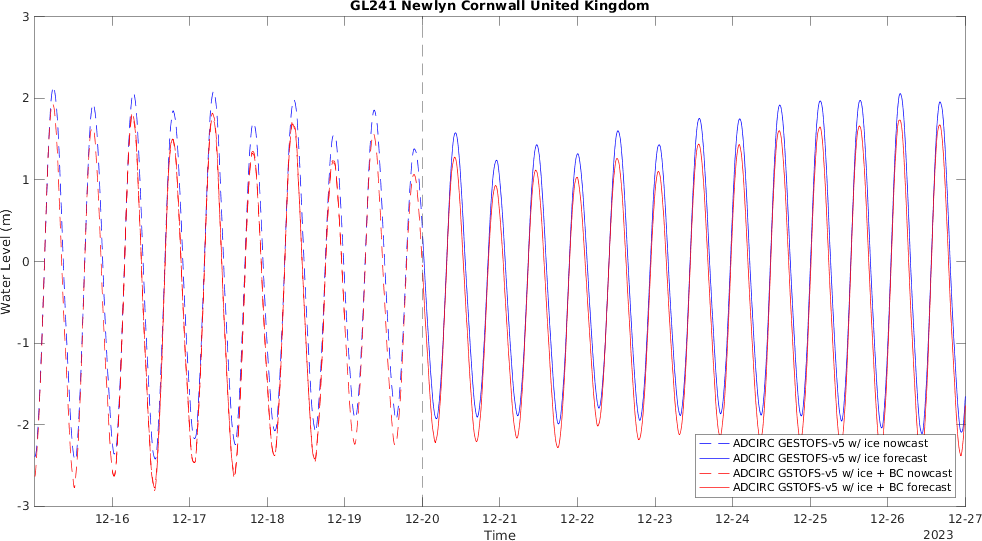 GL241 Newlyn Cornwall United Kingdom
3
2
1
0
-1
-2
-3
Water Level (m)
12-16
12-17
12-18
12-19
12-20
12-21
12-22
12-23
12-24
12-25
12-26
12-27
Time
2023
ADCIRC GESTOFS-v5 w/ ice nowcast
ADCIRC GESTOFS-v5 w/ ice forecast
ADCIRC GSTOFS-v5 w/ ice + BC nowcast
ADCIRC GSTOFS-v5 w/ ice + BC forecast